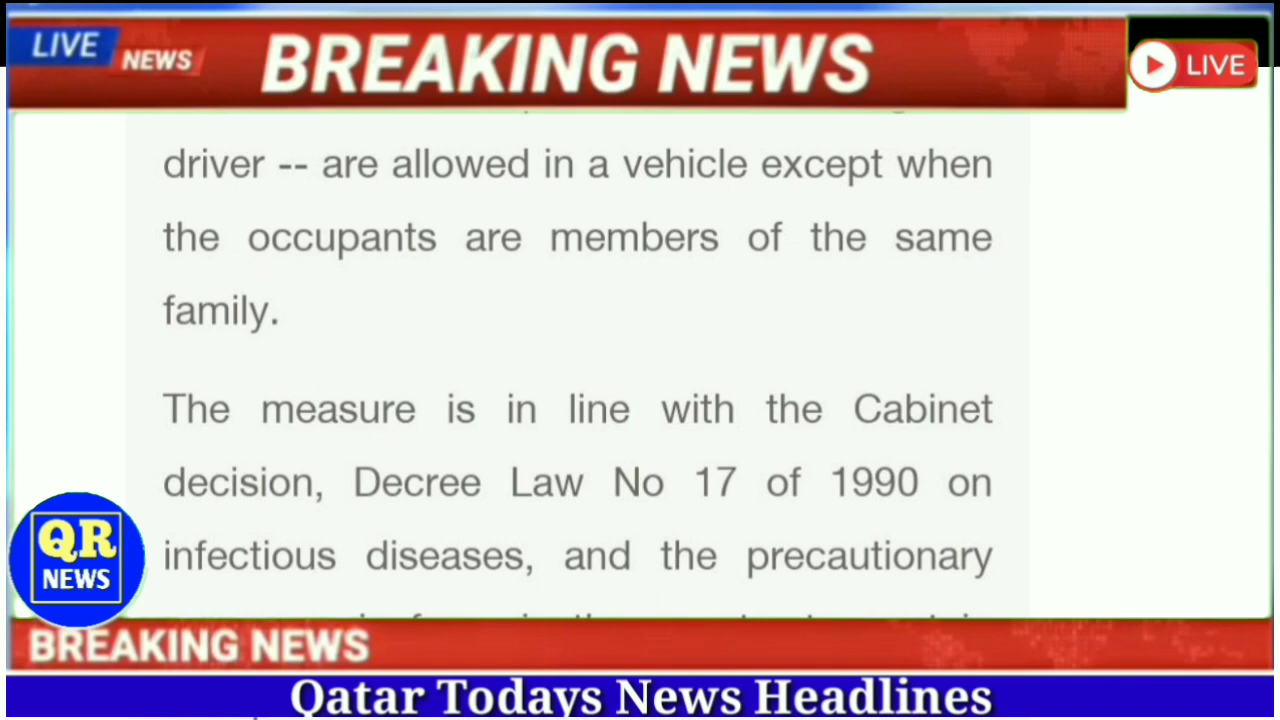 LIVE
NEWS
BREAKING NEWS
LIVE
driver -- are allowed in a vehicle except when
the occupants are members of the same
family.
The measure is in line with the Cabinet
decision, Decree Law No 17 of 1990 on
infectious diseases, and the precautionary
QR
NEWS
BREAKING NEWS
Qatar Todays News Headlines